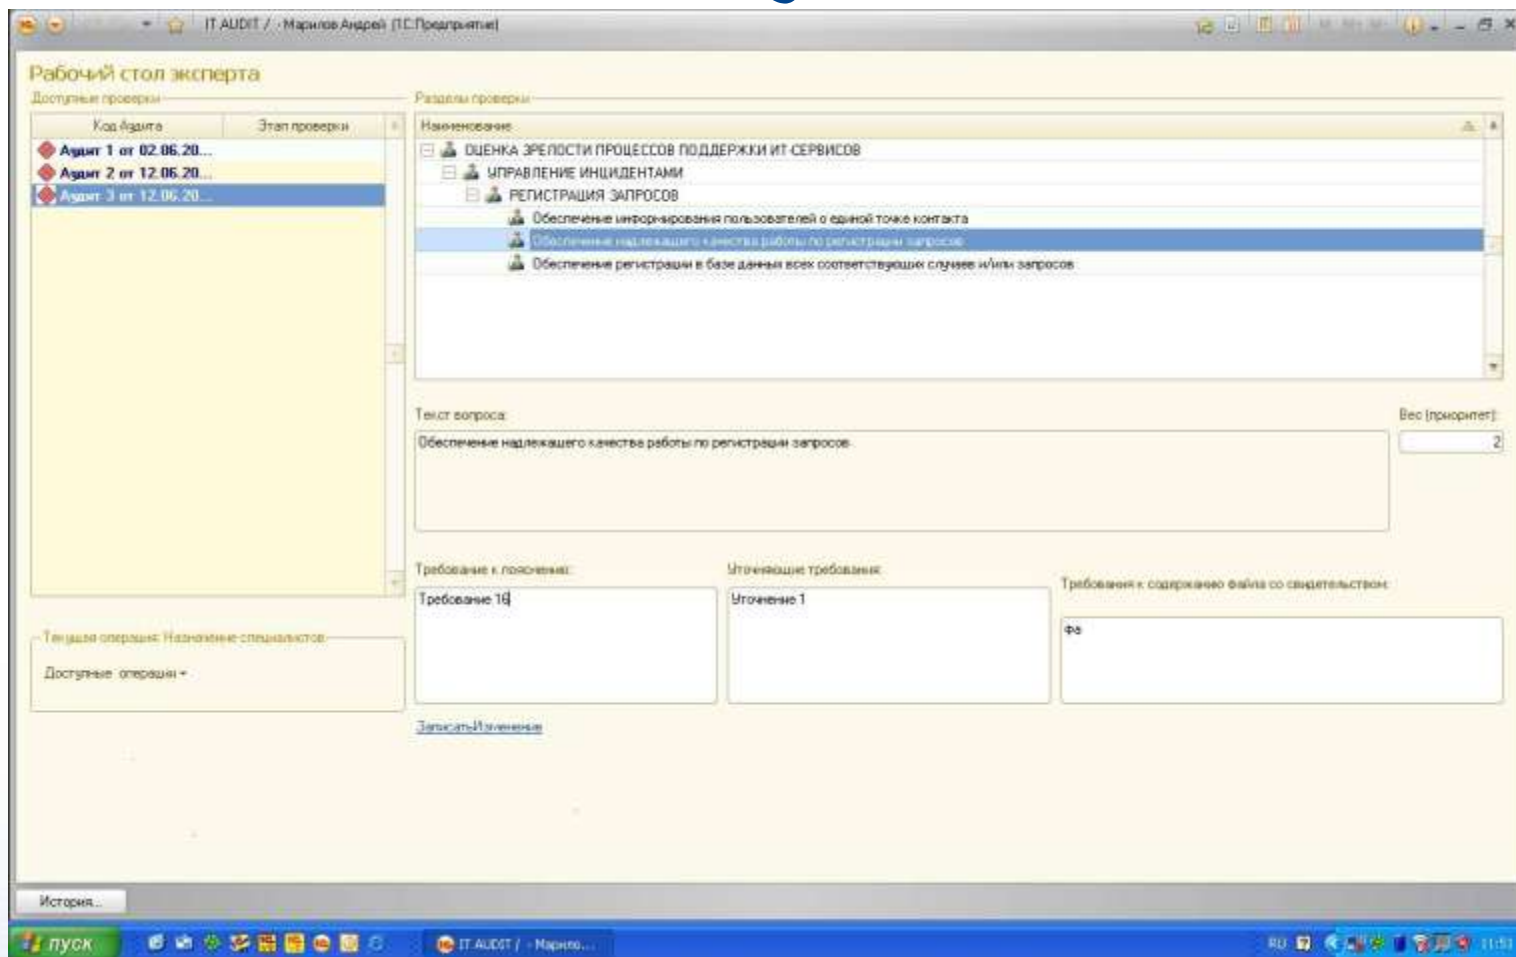 IT AUDIT / - Марилов Андрей (1С:Предприятие)
Рабочий стол эксперта
Доступные проверки
Разделы проверки
Код Аудита
Этап проверки
Наименование
Аудит 1 от 02.06.20...
Аудит 2 от 12.06.20...
Аудит 3 от 12.06.20...
ОЦЕНКА ЗРЕЛОСТИ ПРОЦЕССОВ ПОДДЕРЖКИ ИТ-СЕРВИСОВ
УПРАВЛЕНИЕ ИНЦИДЕНТАМИ
РЕГИСТРАЦИЯ ЗАПРОСОВ
Обеспечение информирования пользователей о единой точке контакта
Обеспечение надлежащего качества работы по регистрации запросов
Обеспечение регистрации в базе данных всех соответствующих случаев и/или запросов
Текст вопроса:
Вес (приоритет):
Обеспечение надлежащего качества работы по регистрации запросов
2
Требование к пояснению:
Уточняющие требования:
Требования к содержанию файла со свидетельством:
Требование 16
Уточнение 1
Фа
Текущая операция: Назначение специалистов
Доступные операции
ЗаписатьИзменение
История...
пуск
IT AUDIT / - Марило...
RU
11:51